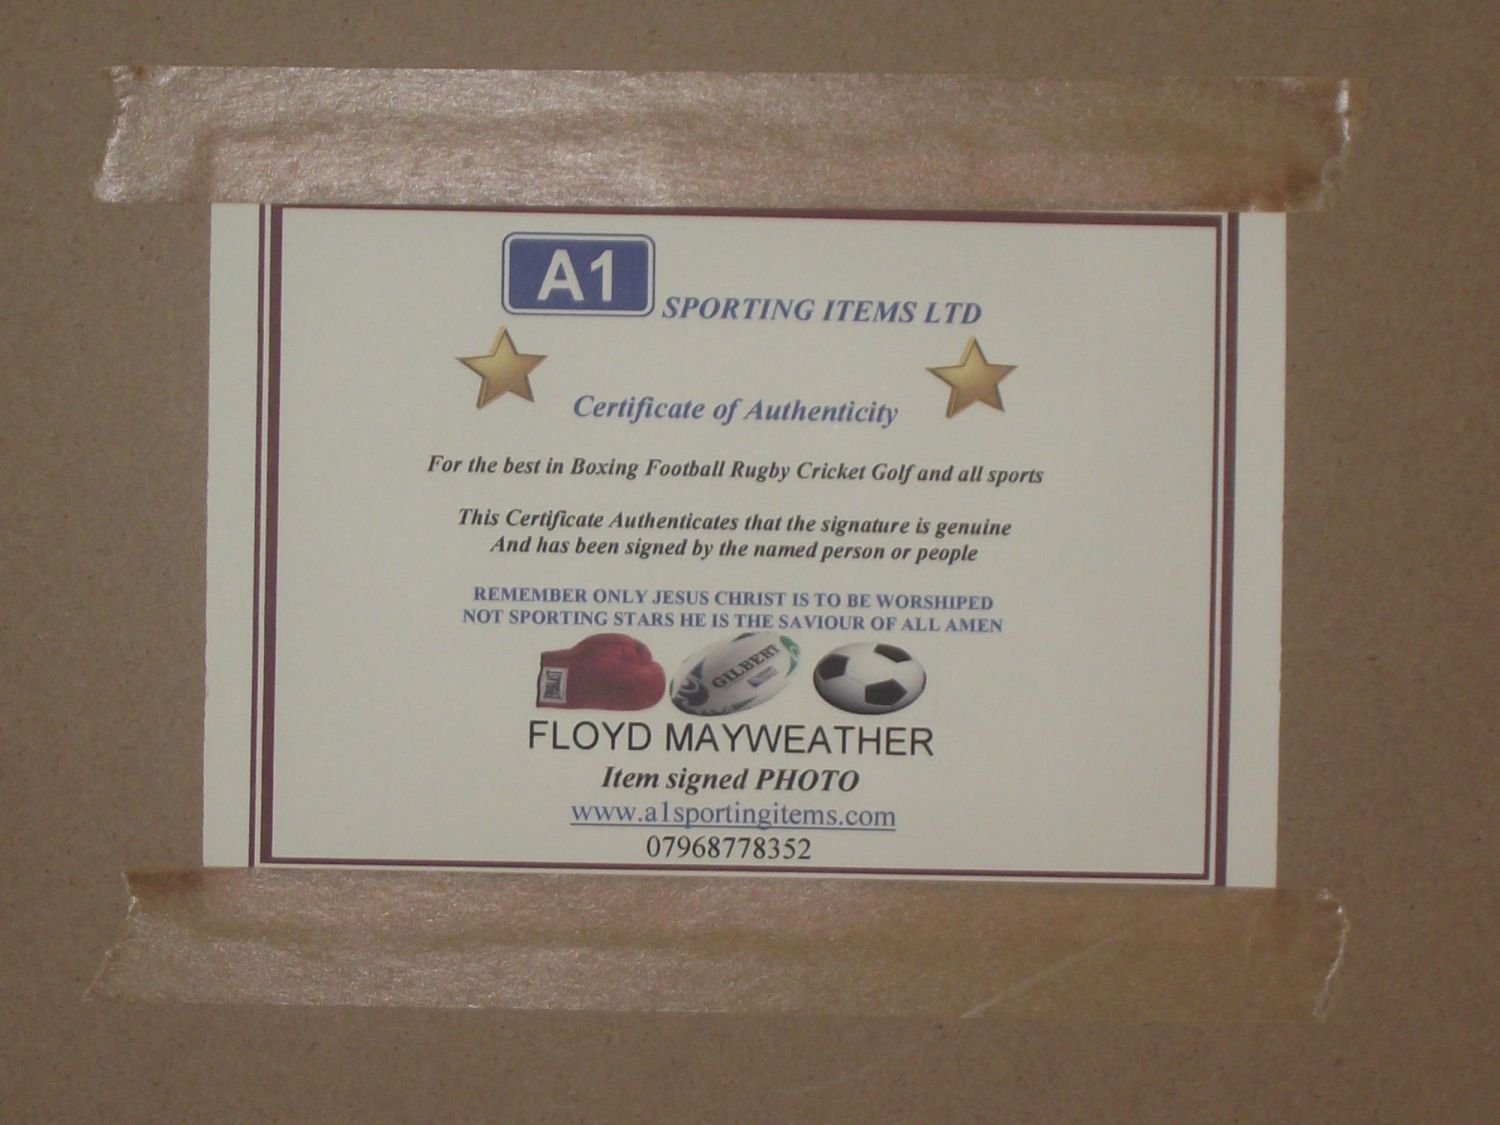 A1 SPORTING ITEMS LTD
Certificate of Authenticity
For the best in Boxing Football Rugby Cricket Golf and all sports
This Certificate Authenticates that the signature is genuine
And has been signed by the named person or people
REMEMBER ONLY JESUS CHRIST IS TO BE WORSHIPED
NOT SPORTING STARS HE IS THE SAVIOUR OF ALL AMEN
GILBERT
FLOYD MAYWEATHER
Item signed PHOTO
www.a1sportingitems.com
07968778352